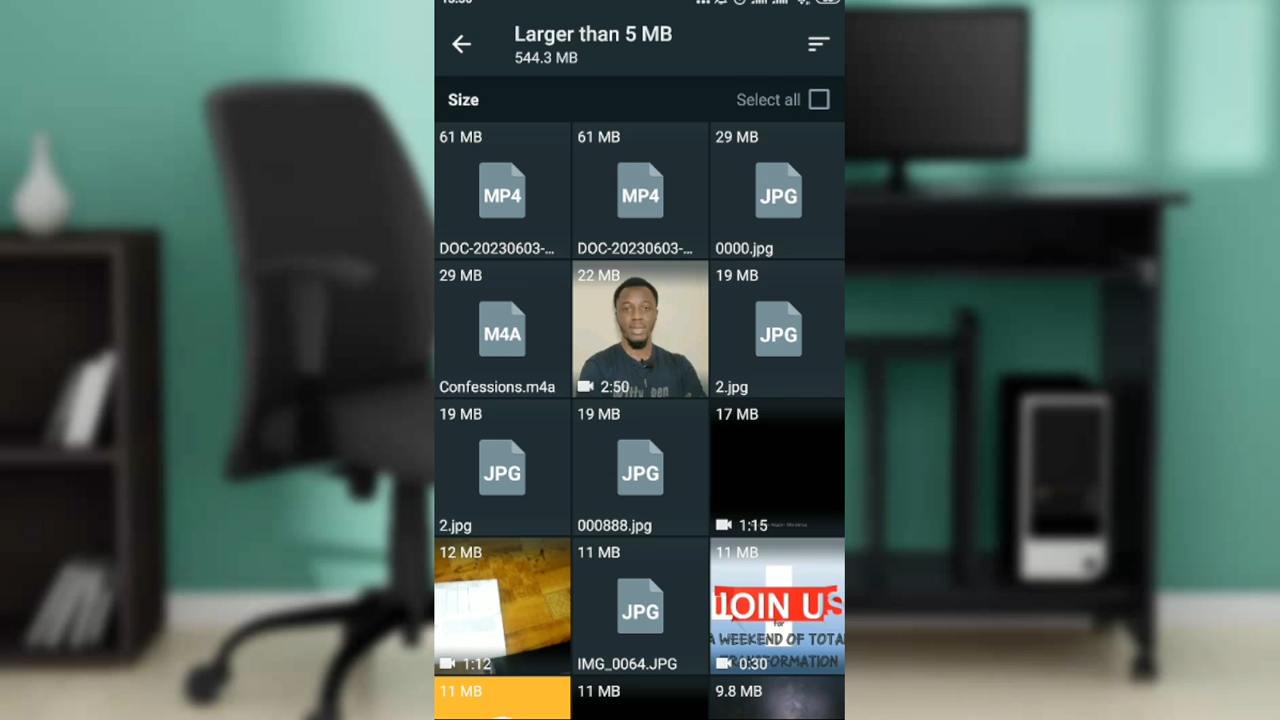 Larger than 5 MB
544.3 MB
Size
Select all
61 MB
61 MB
29 MB
MP4
MP4
JPG
DOC-20230603-...
DOC-20230603-...
0000.jpg
29 MB
22 MB
19 MB
M4A
JPG
Confessions.m4a
2:50
2.jpg
19 MB
19 MB
17 MB
JPG
JPG
2.jpg
000888.jpg
1:15
12 MB
11 MB
11 MB
JPG
JOIN US
for
A WEEKEND OF TOTA
TRANSFORMATION
1:12
IMG_0064.JPG
0:30
11 MB
11 MB
9.8 MB